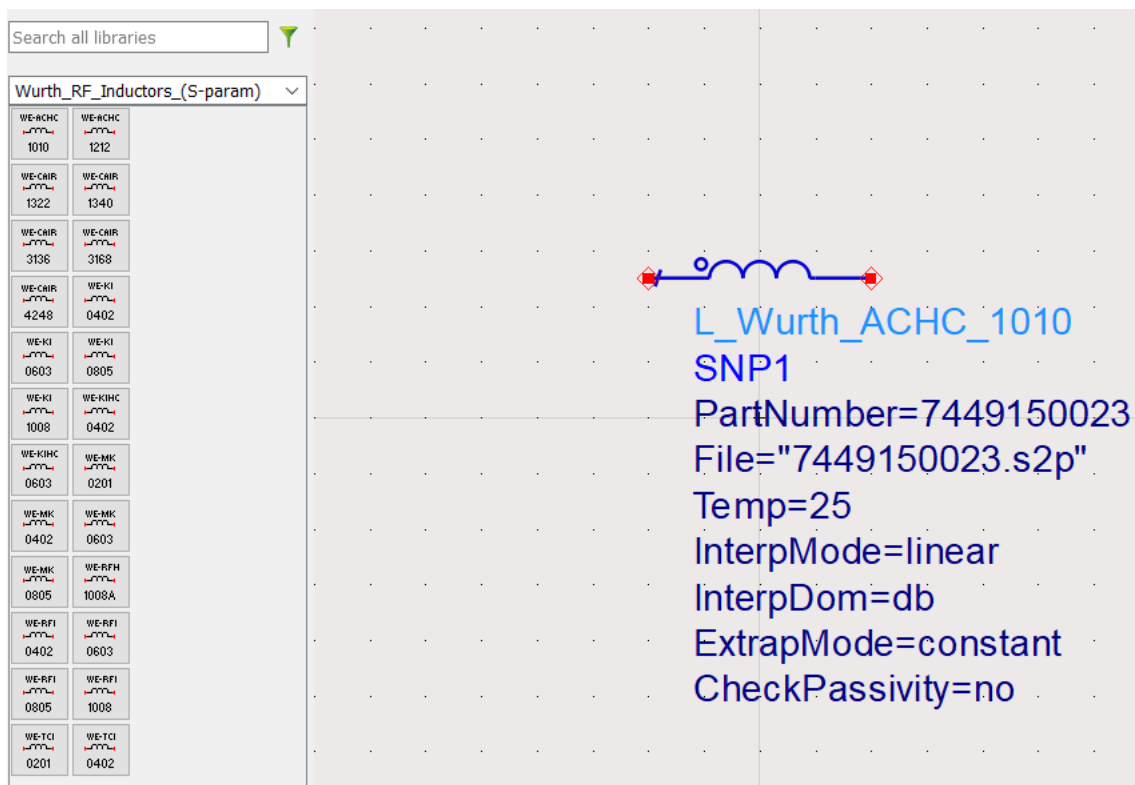 Search all libraries
Wurth_RF_Inductors_(S-param)
WE-ACHC WE-ACHC
1010 1212
WE-CAIR WE-CAIR
1322 1340
WE-CAIR WE-CAIR
3136 3168
WE-CAIR WE-KI
4248 0402
WE-KI WE-KI
0603 0805
WE-KI WE-KIHC
1008 0402
WE-KIHC WE-MK
0603 0201
WE-MK WE-MK
0402 0603
WE-MK WE-RFH
0805 1008A
WE-RFI WE-RFI
0402 0603
WE-RFI WE-RFI
0805 1008
WE-TCI WE-TCI
0201 0402
L_Wurth_ACHC_1010
SNP1
PartNumber=7449150023
File="7449150023.s2p"
Temp=25
InterpMode=linear
InterpDom=db
ExtrapMode=constant
CheckPassivity=no